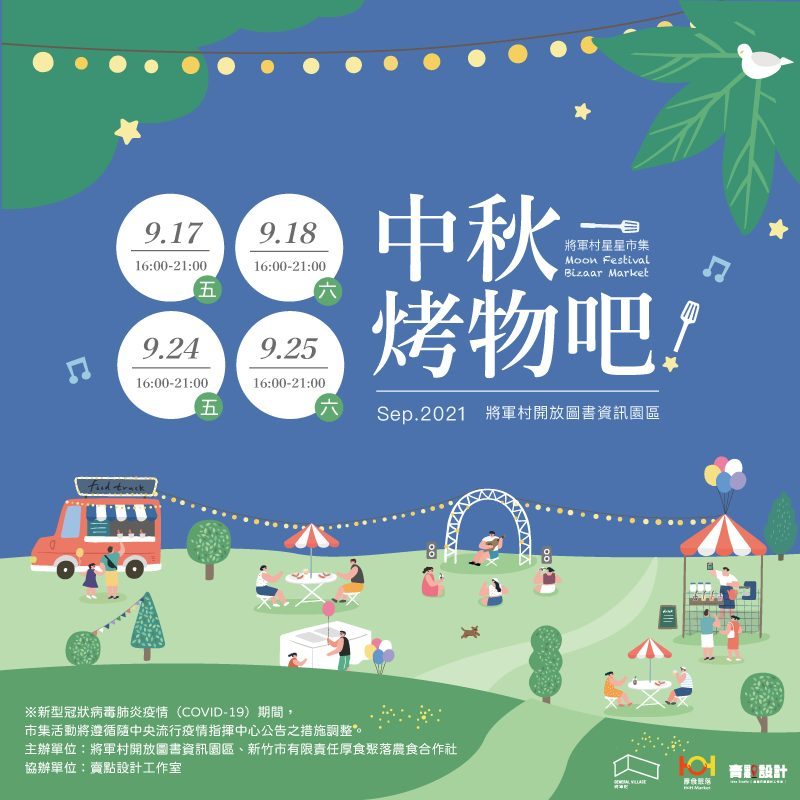 9.17
16:00-21:00
五
9.18
16:00-21:00
六
9.24
16:00-21:00
五
9.25
16:00-21:00
六
中秋
烤物吧
將軍村星星市集
Moon Festival
Bizaar Market
Sep.2021 將軍村開放圖書資訊園區
food truck
※新型冠狀病毒肺炎疫情（COVID-19）期間，
市集活動將遵循隨中央流行疫情指揮中心公告之措施調整。
主辦單位：將軍村開放圖書資訊園區、新竹市有限責任厚食聚落農食合作社
協辦單位：賣點設計工作室
GENERAL VILLAGE
將軍村
厚食聚落
HoH Market
賣點設計